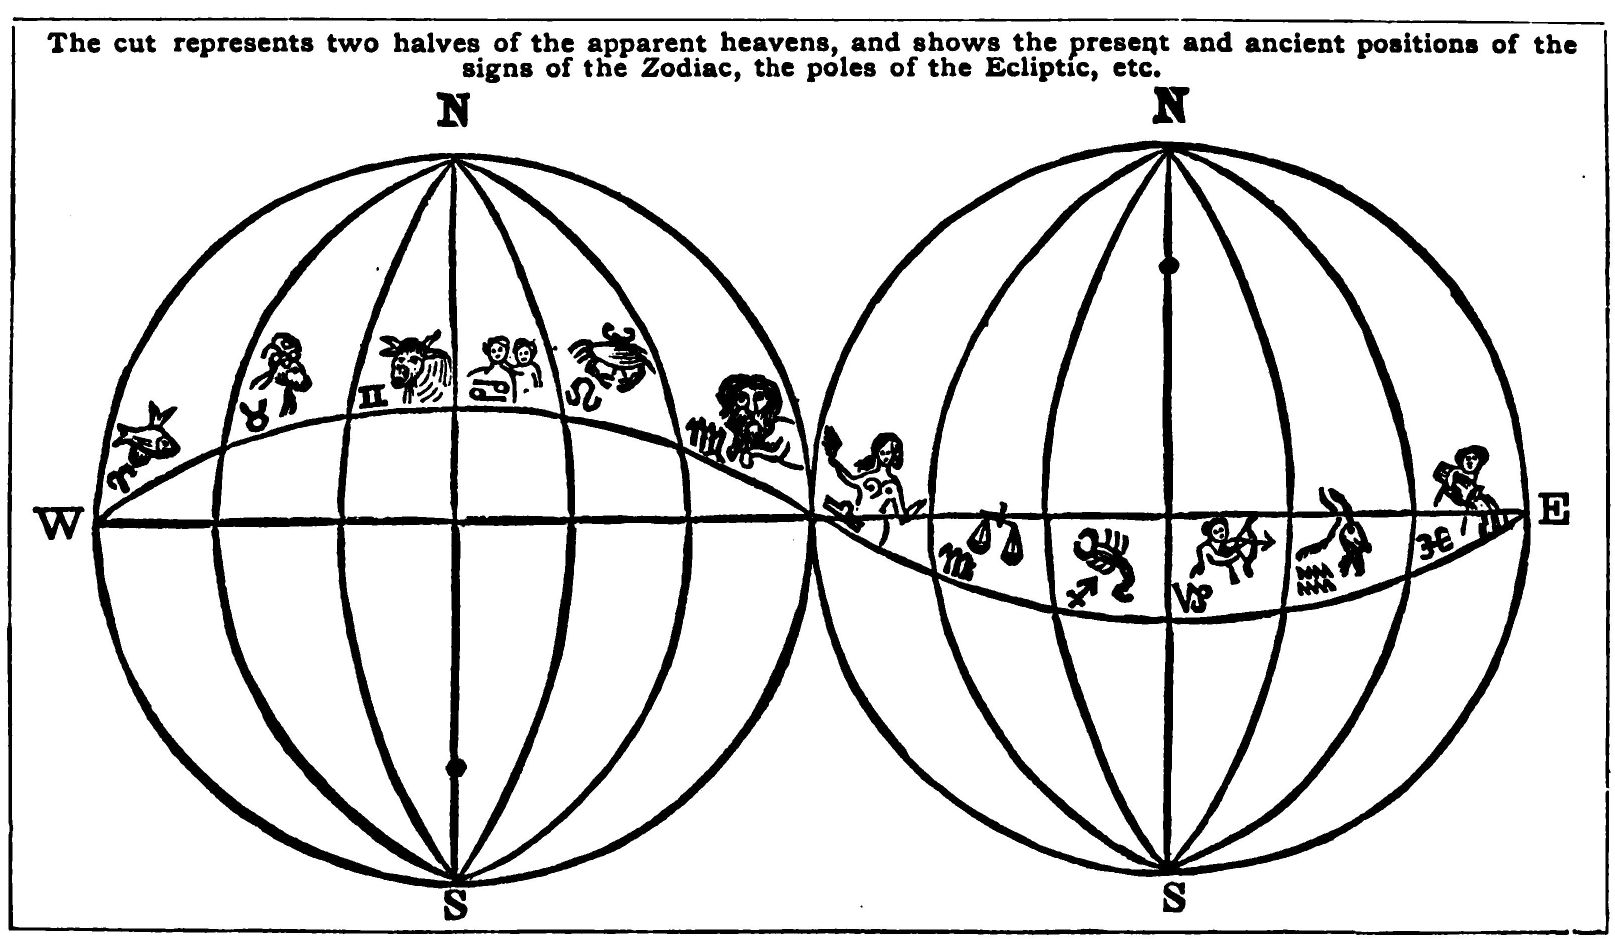 The cut represents two halves of the apparent heavens, and shows the present and ancient positions of the
signs of the Zodiac, the poles of the Ecliptic, etc.
N
N
♈ ♉ ♊ ♋ ♌ ♍
♎ ♏ ♐ ♑ ♒ ♓
W
E
S
S